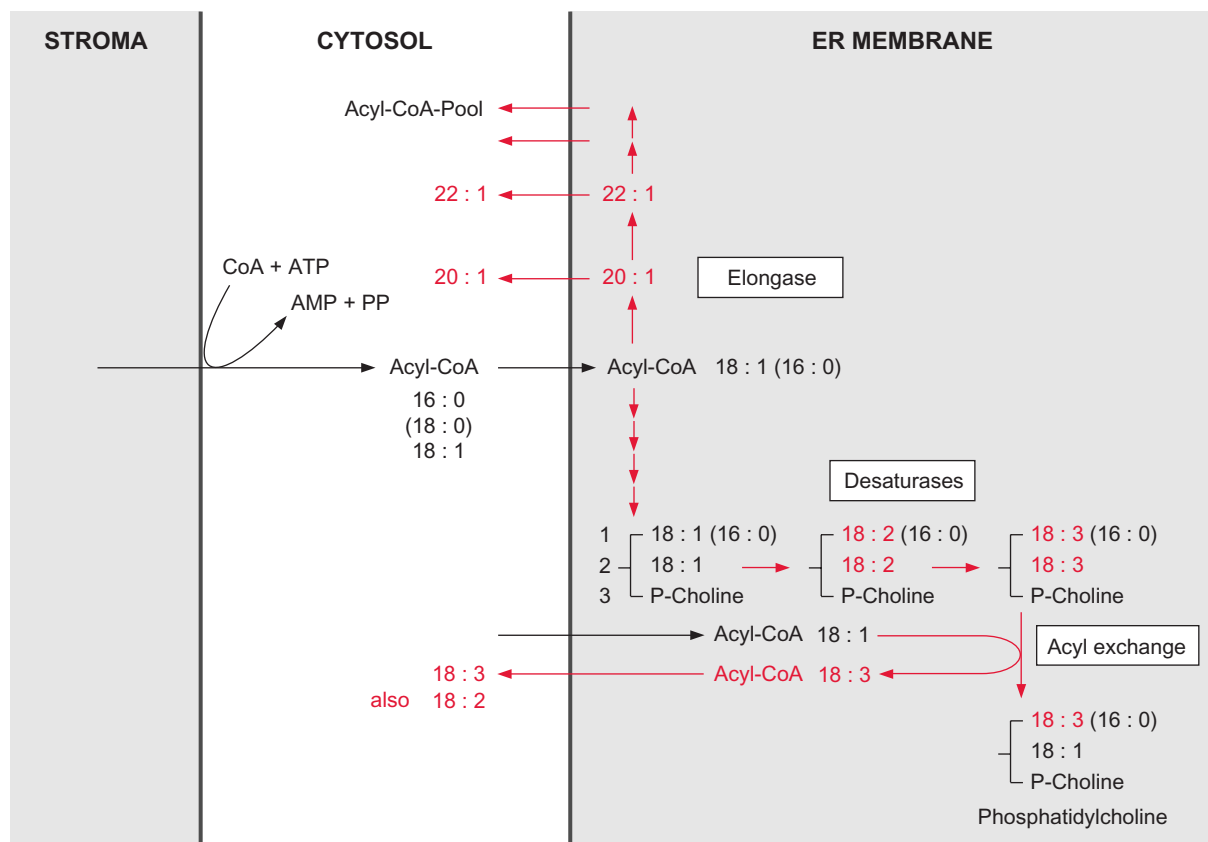 STROMA
CYTOSOL
ER MEMBRANE
Acyl-CoA-Pool
22 : 1
22 : 1
CoA + ATP
20 : 1
20 : 1
Elongase
AMP + PP
Acyl-CoA
Acyl-CoA 18 : 1 (16 : 0)
16 : 0
(18 : 0)
18 : 1
Desaturases
1 18 : 1 (16 : 0) 18 : 2 (16 : 0) 18 : 3 (16 : 0)
2 18 : 1 18 : 2 18 : 3
3 P-Choline P-Choline P-Choline
Acyl-CoA 18 : 1
Acyl exchange
18 : 3
Acyl-CoA 18 : 3
also 18 : 2
18 : 3 (16 : 0)
18 : 1
P-Choline
Phosphatidylcholine